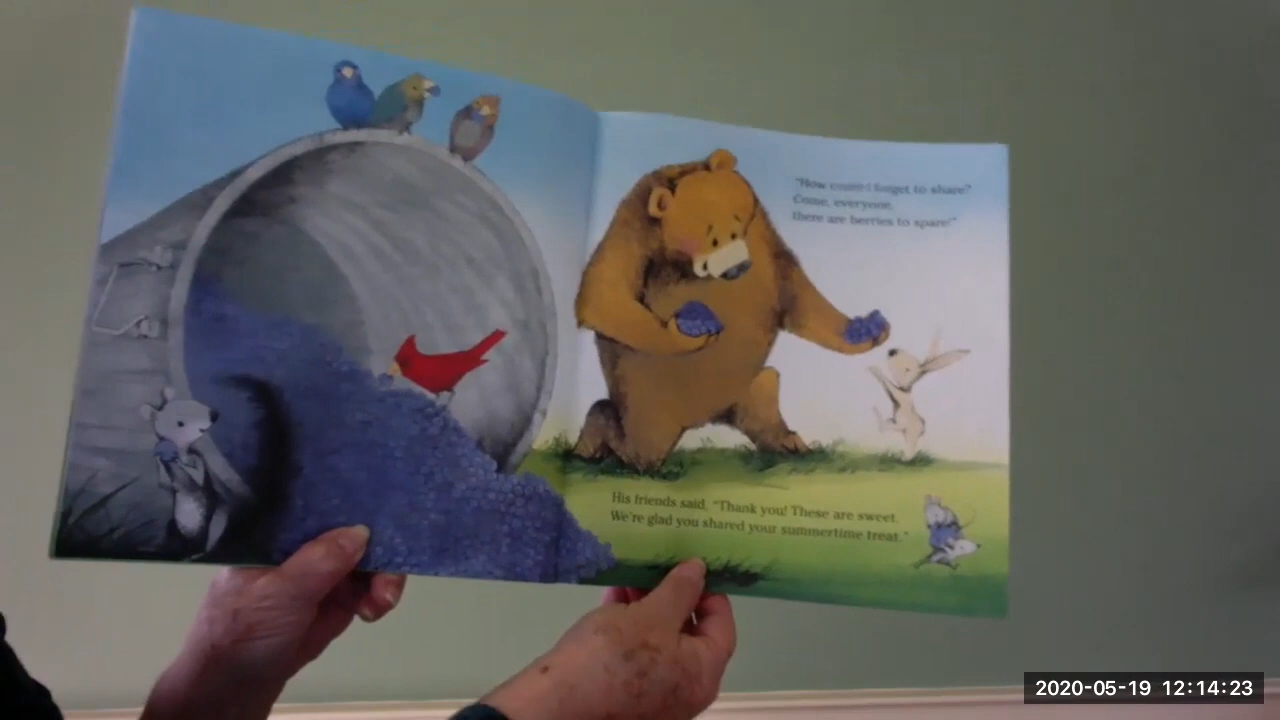 "How could I forget to share?
Come, everyone,
there are berries to spare!"
His friends said, "Thank you! These are sweet.
We're glad you shared your summertime treat."
2020-05-19 12:14:23